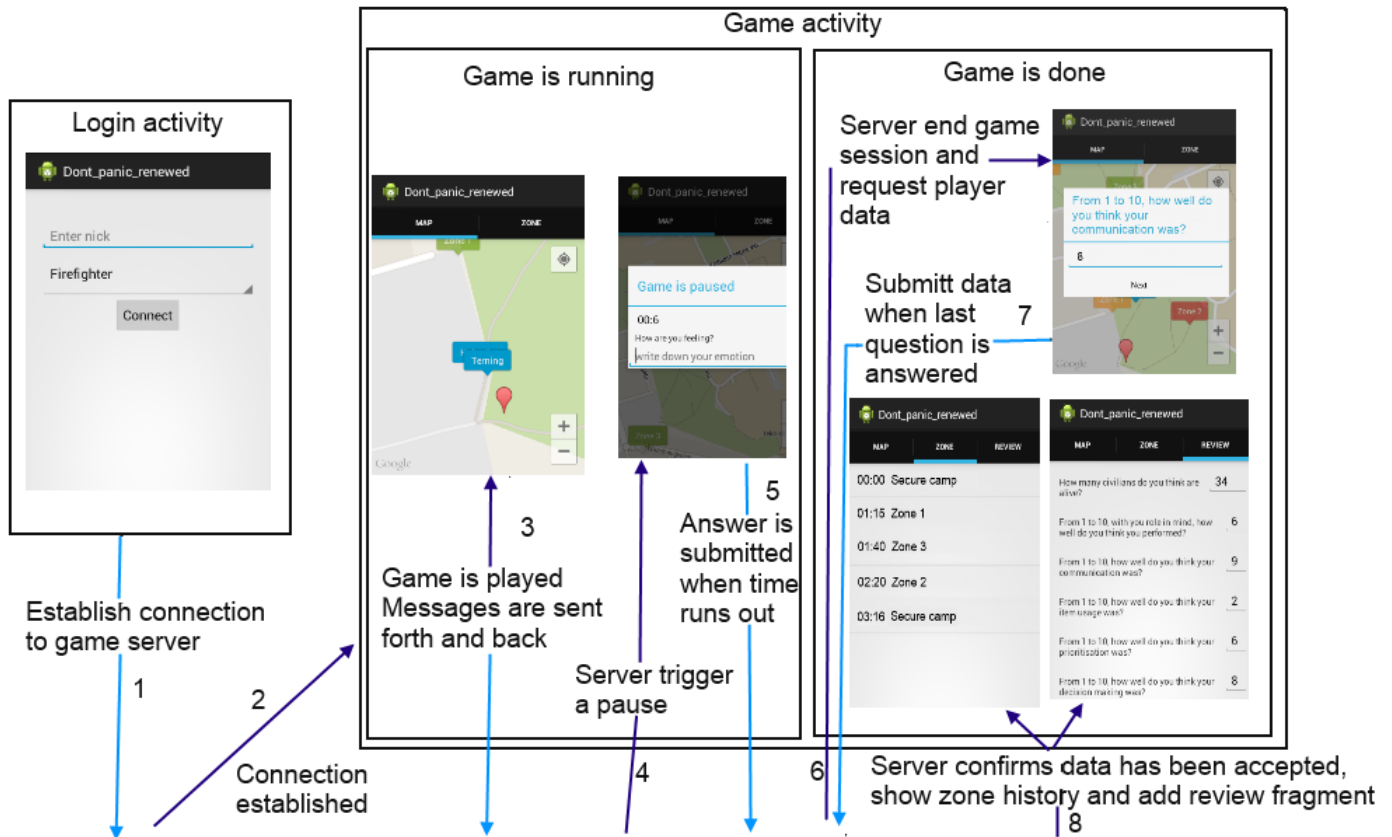 Game activity
Login activity
Dont_panic_renewed
Enter nick
Firefighter
Connect
Establish connection
to game server
1
2
Connection
established
Game is running
Dont_panic_renewed
MAP ZONE
Zone 1
Terning
Google
3
Game is played
Messages are sent
forth and back
Dont_panic_renewed
MAP ZONE
Game is paused
00:6
How are you feeling?
write down your emotion
Zone 3
Server trigger
a pause
4
5
Answer is
submitted
when time
runs out
Game is done
Server end game
session and
request player
data
6
Dont_panic_renewed
MAP ZONE
From 1 to 10, how well do
you think your
communication was?
8
Next
Zone 2
Google
Submitt data
when last
question is
answered
7
Dont_panic_renewed
MAP ZONE REVIEW
00:00 Secure camp
01:15 Zone 1
01:40 Zone 3
02:20 Zone 2
03:16 Secure camp
Dont_panic_renewed
MAP ZONE REVIEW
How many civilians do you think are 34
alive?
From 1 to 10, with you role in mind, how 6
well do you think you performed?
From 1 to 10, how well do you think your 9
communication was?
From 1 to 10, how well do you think your 2
item usage was?
From 1 to 10, how well do you think your 6
prioritisation was?
From 1 to 10, how well do you think your 8
decision making was?
Server confirms data has been accepted,
show zone history and add review fragment
8